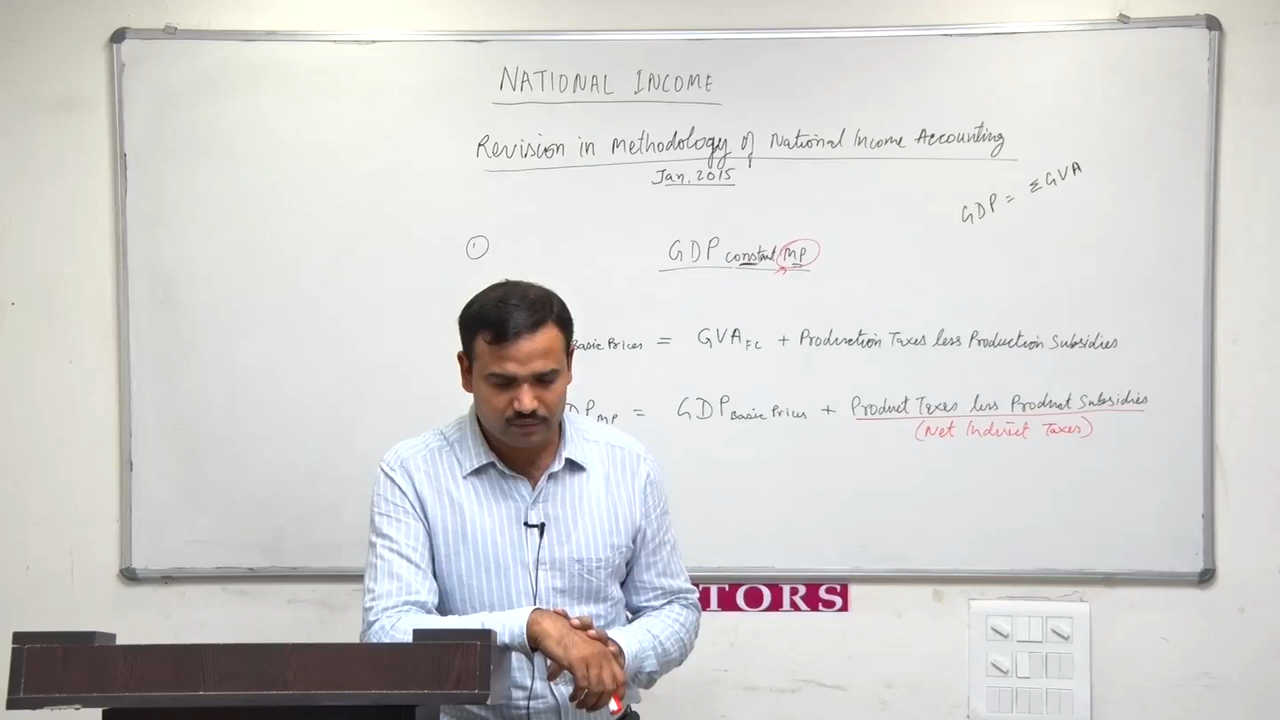 NATIONAL INCOME
Revision in Methodology of National Income Accounting
Jan, 2015
GDP = ΣGVA
① GDP constant MP
Basic Prices = GVA FC + Production Taxes less Production Subsidies
DP MP = GDP Basic Prices + Product Taxes less Product Subsidies
(Net Indirect Taxes)
TORS